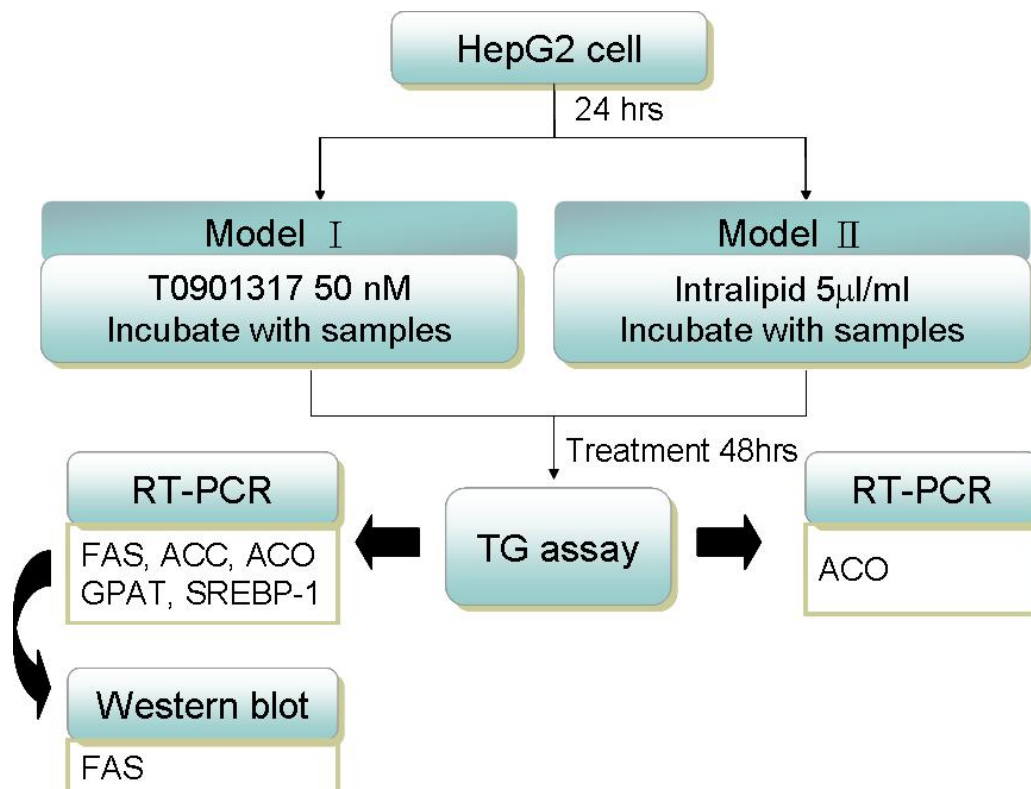 HepG2 cell
24 hrs
Model Ⅰ
T0901317 50 nM
Incubate with samples
Model Ⅱ
Intralipid 5μl/ml
Incubate with samples
Treatment 48hrs
RT-PCR
FAS, ACC, ACO
GPAT, SREBP-1
TG assay
RT-PCR
ACO
Western blot
FAS